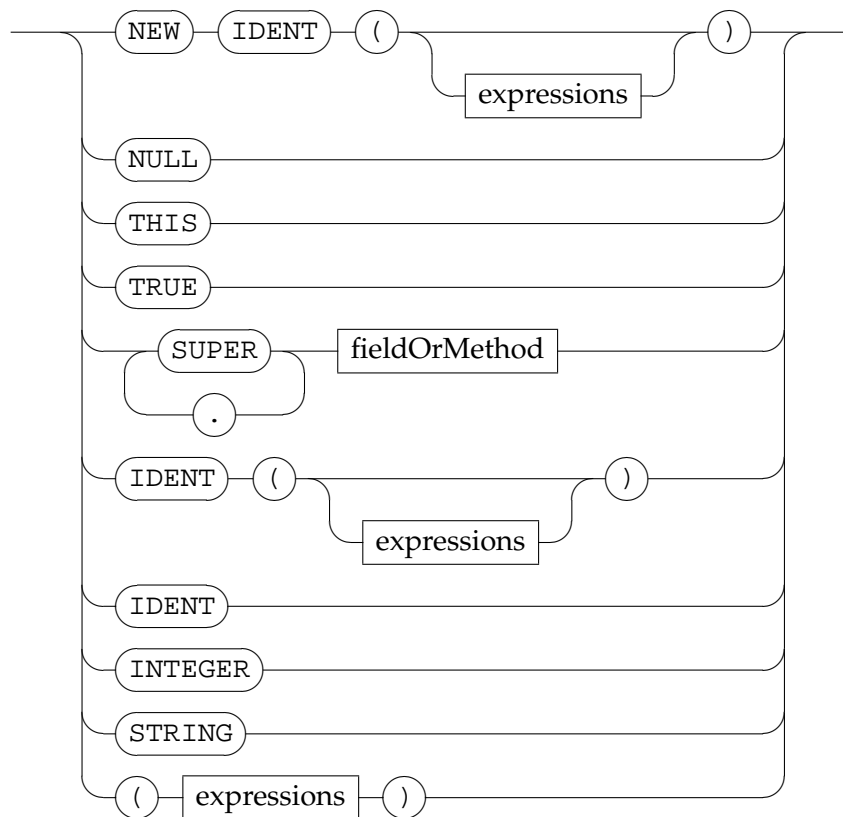 NEW IDENT ( )
expressions
NULL
THIS
TRUE
SUPER fieldOrMethod
.
IDENT ( )
expressions
IDENT
INTEGER
STRING
( expressions )